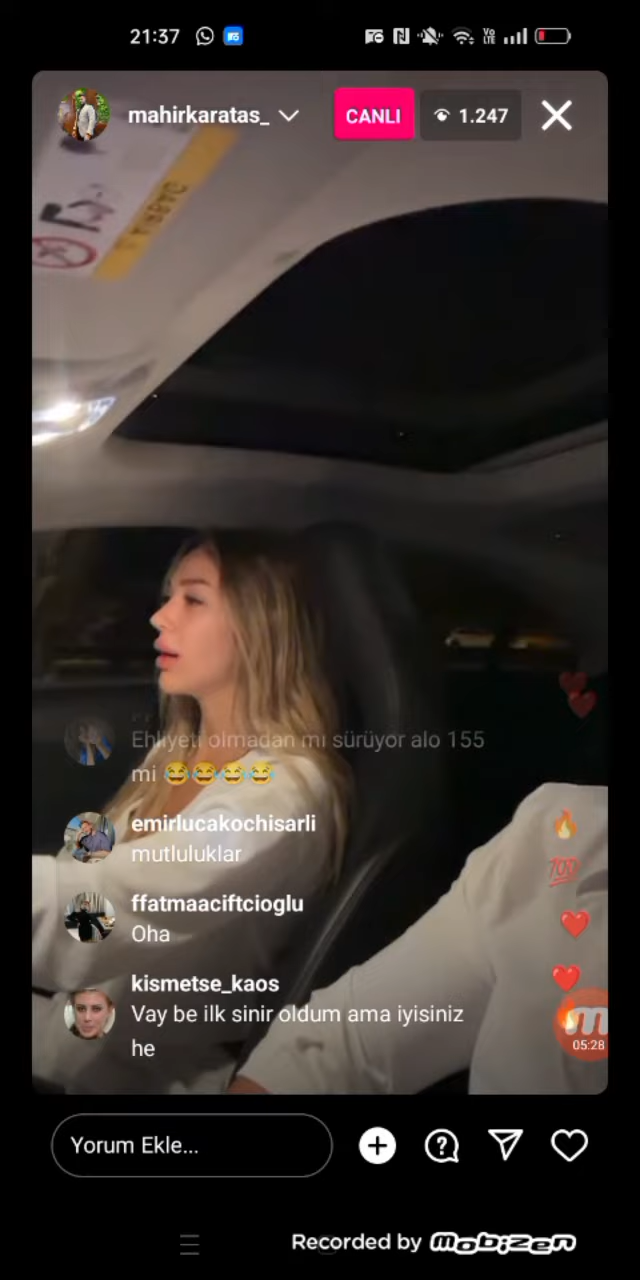 21:37
mahirkaratas_
CANLI
1.247
Ehliyeti olmadan mı sürüyor alo 155
mi 😂😂😂😂
emirlucakochisarli
mutluluklar
ffatmaaciftcioglu
Oha
kismetse_kaos
Vay be ilk sinir oldum ama iyisiniz
he
💯
05:28
Yorum Ekle...
Recorded by mobizen